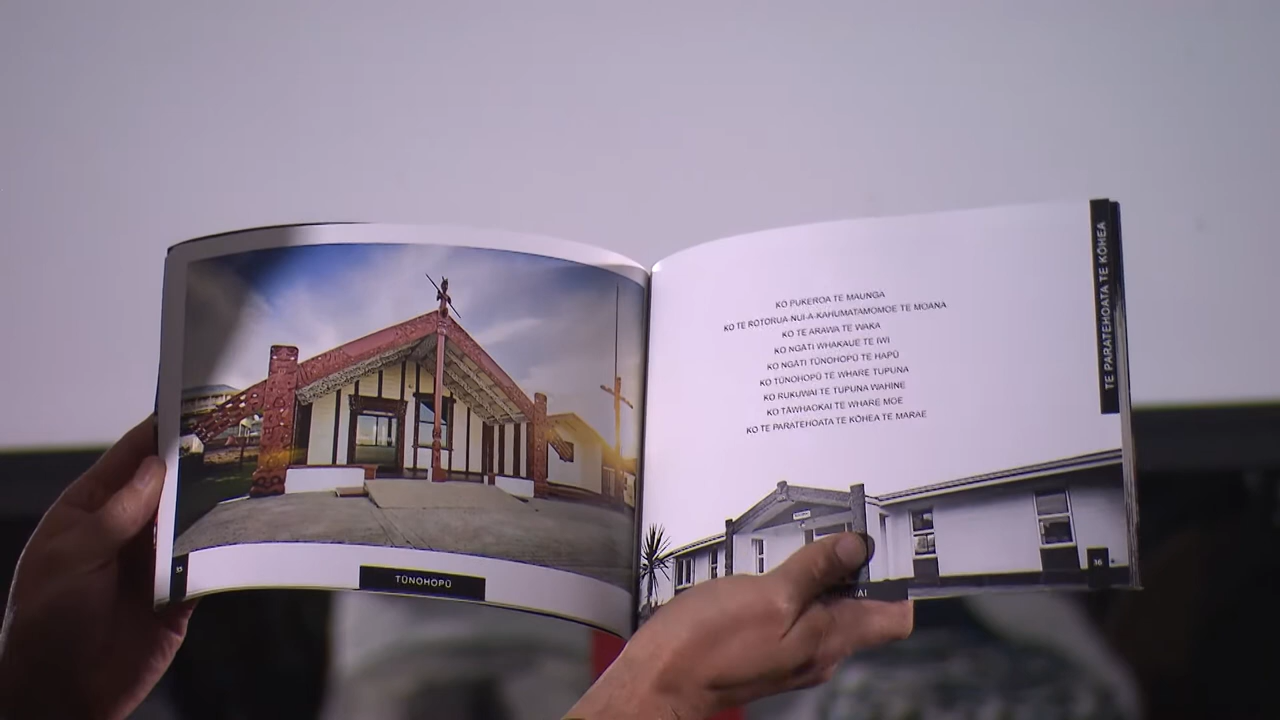 35
TŪNOHOPŪ
KO PUKEROA TE MAUNGA
KO TE ROTORUA-NUI-A-KAHUMATAMOMOE TE MOANA
KO TE ARAWA TE WAKA
KO NGĀTI WHAKAUE TE IWI
KO NGĀTI TŪNOHOPŪ TE HAPŪ
KO TŪNOHOPŪ TE WHARE TUPUNA
KO RUKUWAI TE TUPUNA WAHINE
KO TĀWHAOKAI TE WHARE MOE
KO TE PARATEHOATA TE KŌHEA TE MARAE
TE PARATEHOATA TE KŌHEA
36